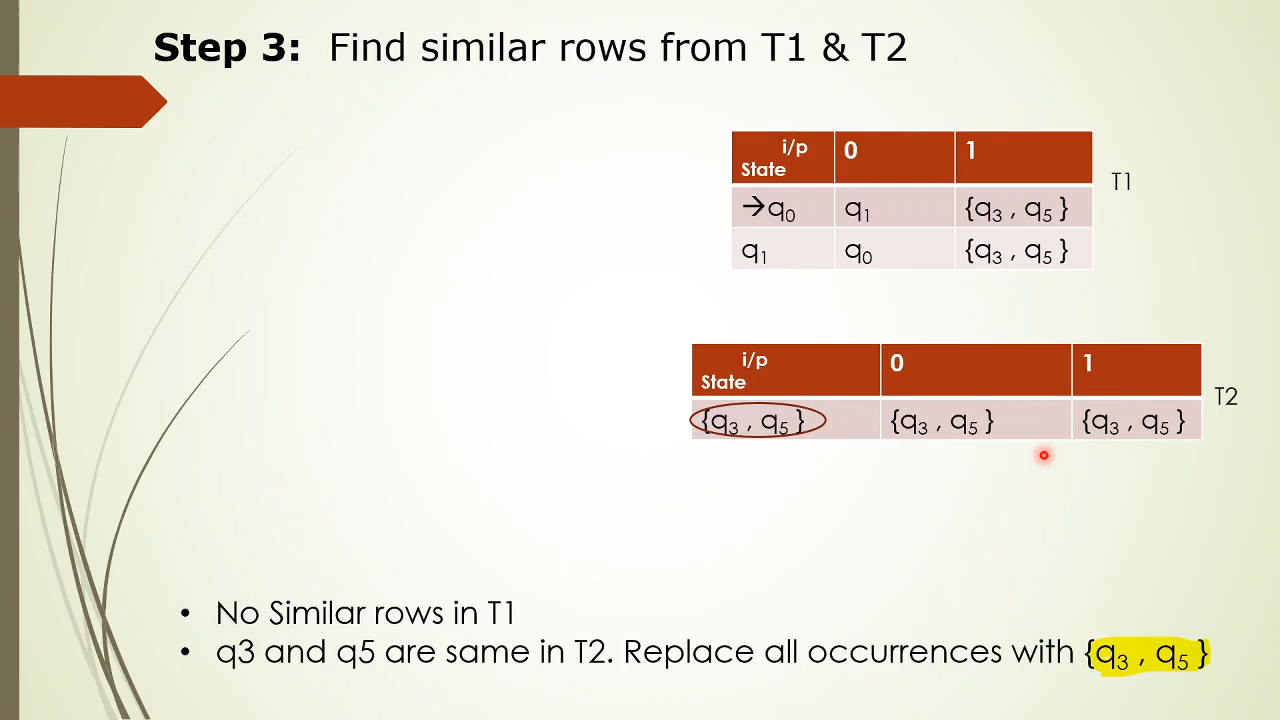 Step 3: Find similar rows from T1 & T2
i/p
State 0 1
→q₀ q₁ {q₃ , q₅ }
q₁ q₀ {q₃ , q₅ }
T1
i/p
State 0 1
{q₃ , q₅ } {q₃ , q₅ } {q₃ , q₅ }
T2
• No Similar rows in T1
• q3 and q5 are same in T2. Replace all occurrences with {q₃ , q₅ }